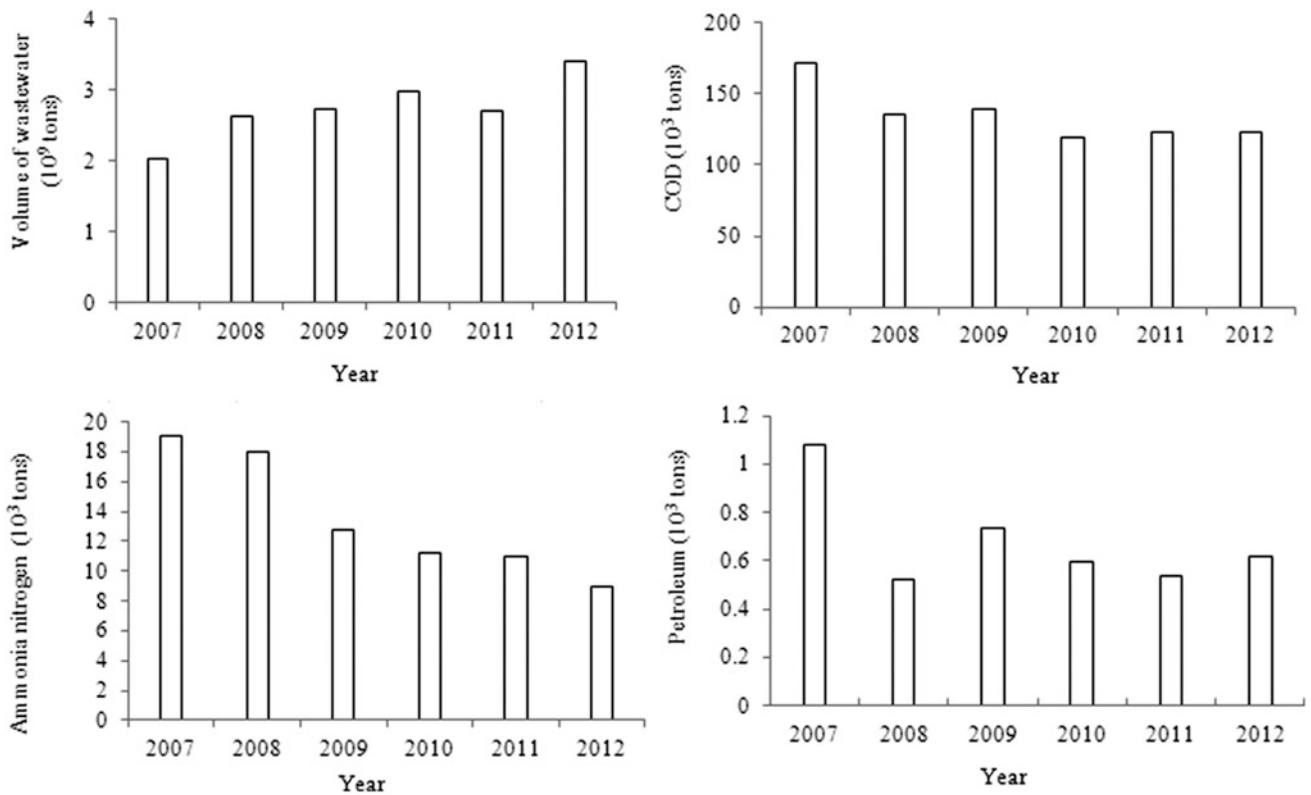 Volume of wastewater
(10⁹ tons)
4
3
2
1
0
2007 2008 2009 2010 2011 2012
Year
COD (10³ tons)
200
150
100
50
0
2007 2008 2009 2010 2011 2012
Year
Ammonia nitrogen (10³ tons)
20
18
16
14
12
10
8
6
4
2
0
2007 2008 2009 2010 2011 2012
Year
Petroleum (10³ tons)
1.2
1
0.8
0.6
0.4
0.2
0
2007 2008 2009 2010 2011 2012
Year